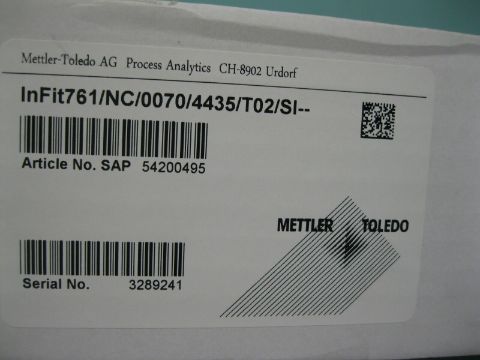 Mettler-Toledo AG Process Analytics CH-8902 Urdorf
InFit761/NC/0070/4435/T02/SI--
Article No. SAP 54200495
METTLER TOLEDO
Serial No. 3289241